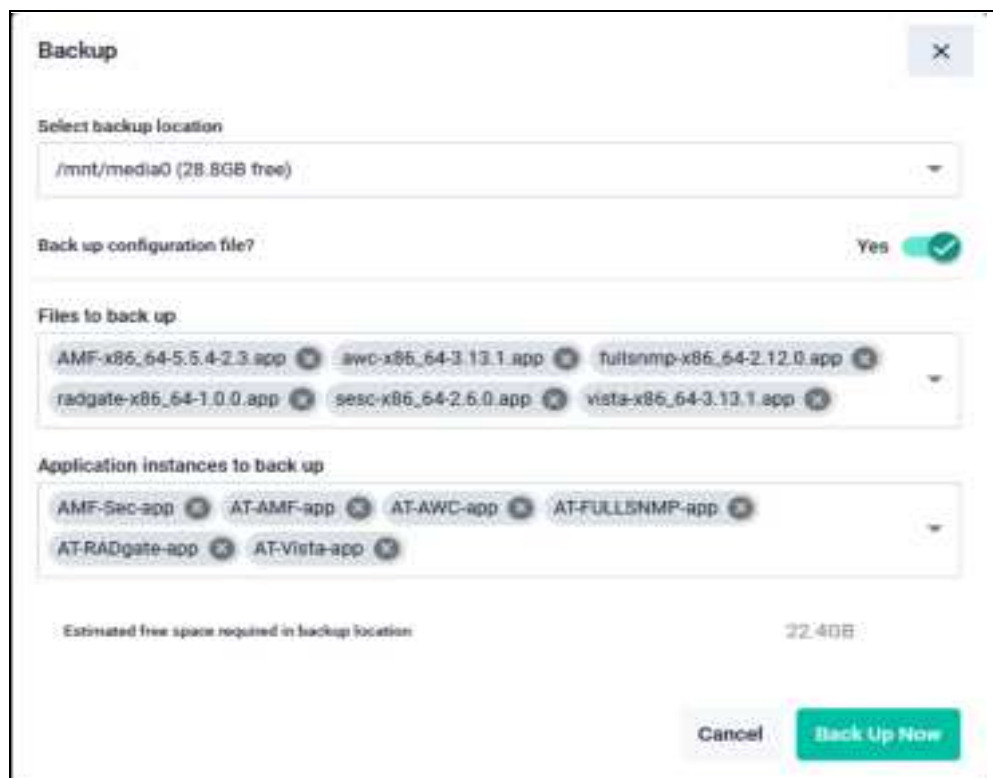 Backup
Select backup location
/mnt/media0 (28.8GB free)
Back up configuration file? Yes
Files to back up
AMF-x86_64-5.5.4-2.3.app awc-x86_64-3.13.1.app fullsnmp-x86_64-2.12.0.app
radgate-x86_64-1.0.0.app sesc-x86_64-2.6.0.app vista-x86_64-3.13.1.app
Application instances to back up
AMF-Sec-app AT-AMF-app AT-AWC-app AT-FULLSNMP-app
AT-RADgate-app AT-Vista-app
Estimated free space required in backup location 22.4GB
Cancel Back Up Now